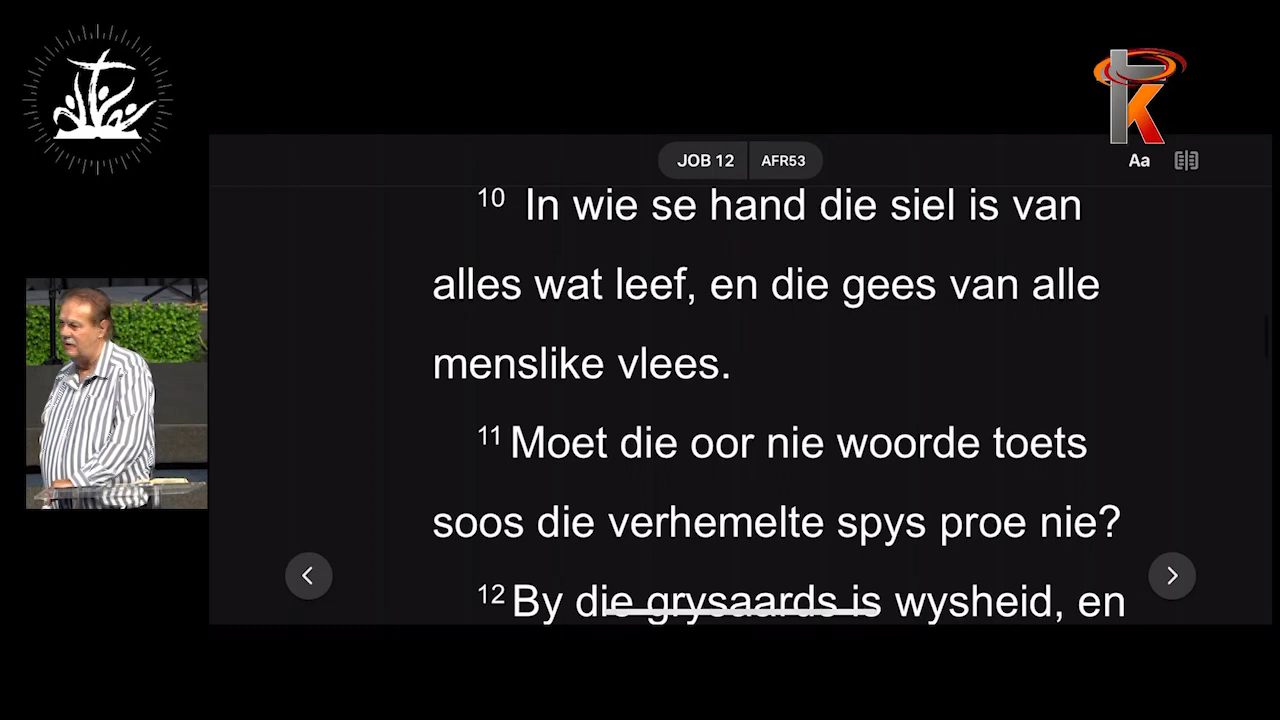 TK
JOB 12 AFR53
Aa
10 In wie se hand die siel is van
alles wat leef, en die gees van alle
menslike vlees.
11 Moet die oor nie woorde toets
soos die verhemelte spys proe nie?
12 By die grysaards is wysheid, en